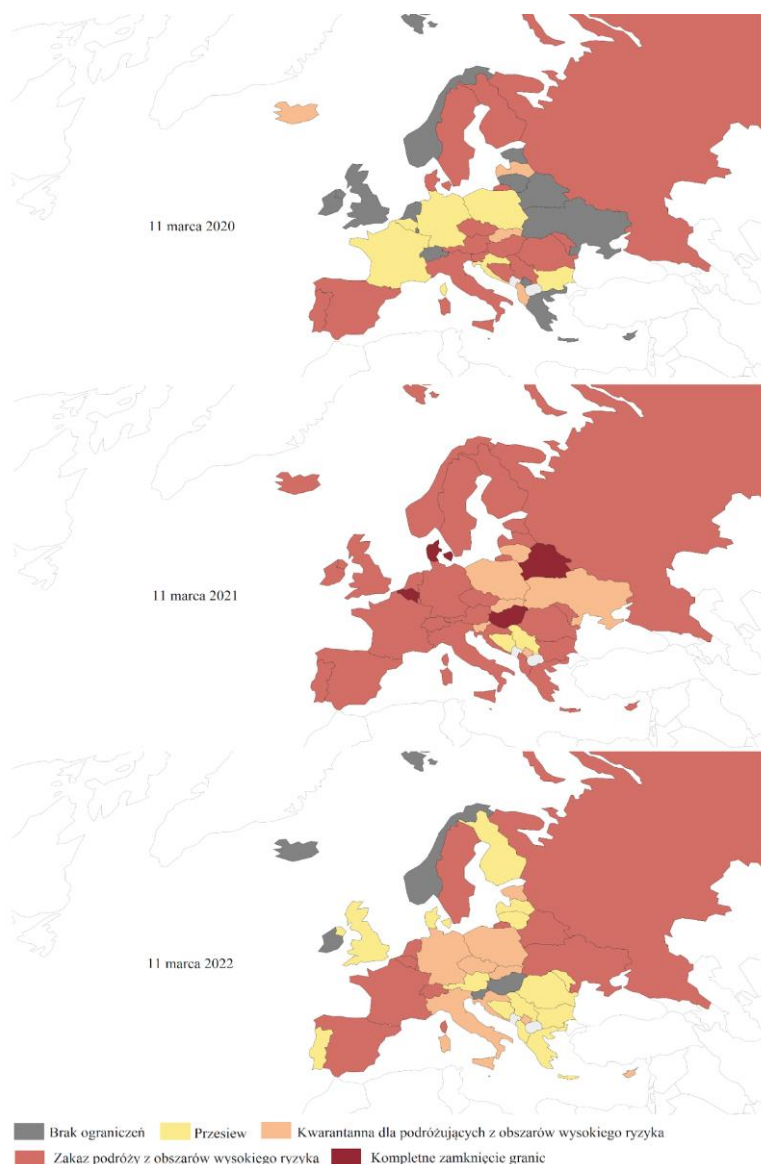 11 marca 2020
11 marca 2021
11 marca 2022
Brak ograniczeń Przesiew Kwarantanna dla podróżujących z obszarów wysokiego ryzyka
Zakaz podróży z obszarów wysokiego ryzyka Kompletne zamknięcie granic